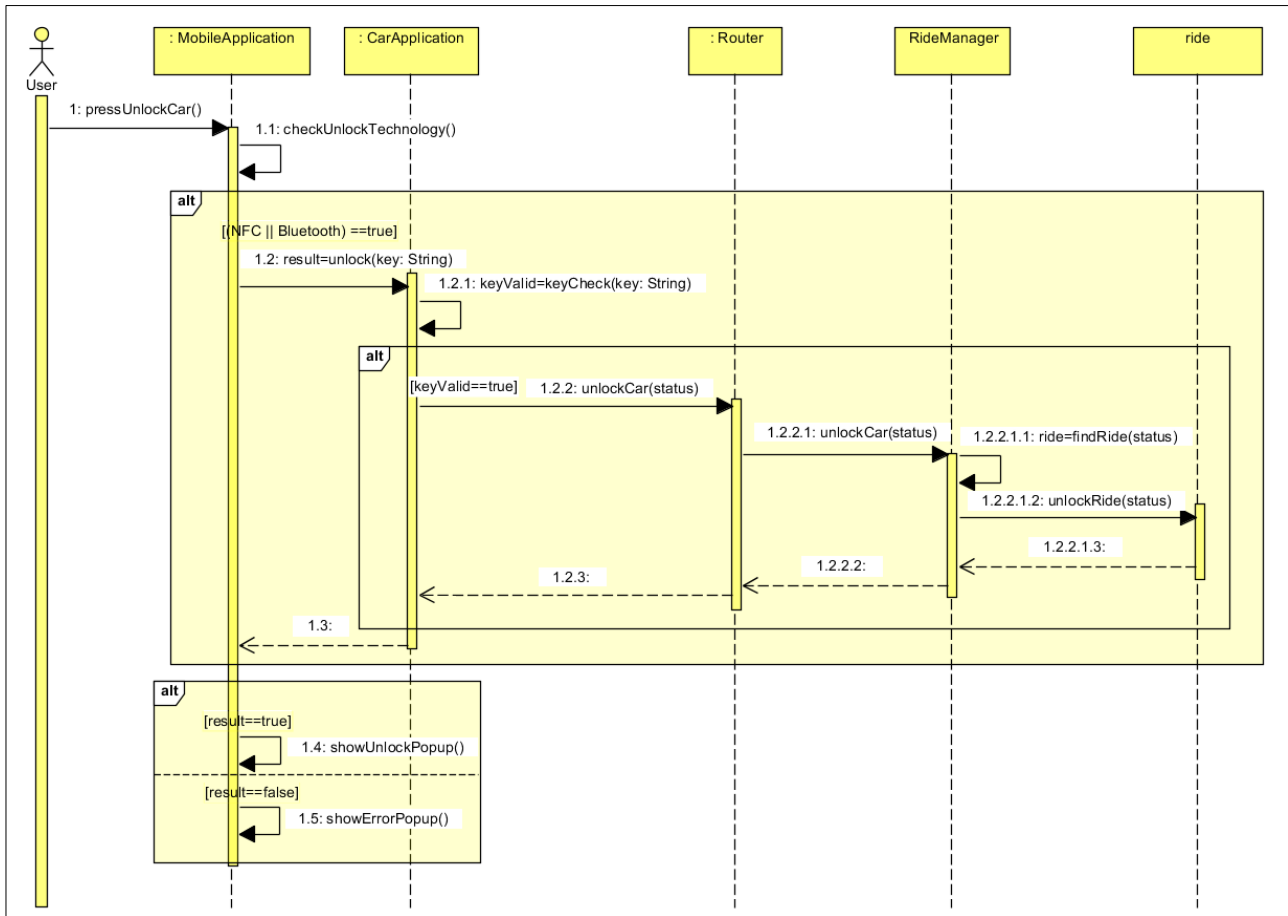 : MobileApplication
: CarApplication
: Router
RideManager
ride
User
1: pressUnlockCar()
1.1: checkUnlockTechnology()
alt
[(NFC || Bluetooth) ==true]
1.2: result=unlock(key: String)
1.2.1: keyValid=keyCheck(key: String)
alt
[keyValid==true]
1.2.2: unlockCar(status)
1.2.2.1: unlockCar(status)
1.2.2.1.1: ride=findRide(status)
1.2.2.1.2: unlockRide(status)
1.2.2.1.3:
1.2.2.2:
1.2.3:
1.3:
alt
[result==true]
1.4: showUnlockPopup()
[result==false]
1.5: showErrorPopup()